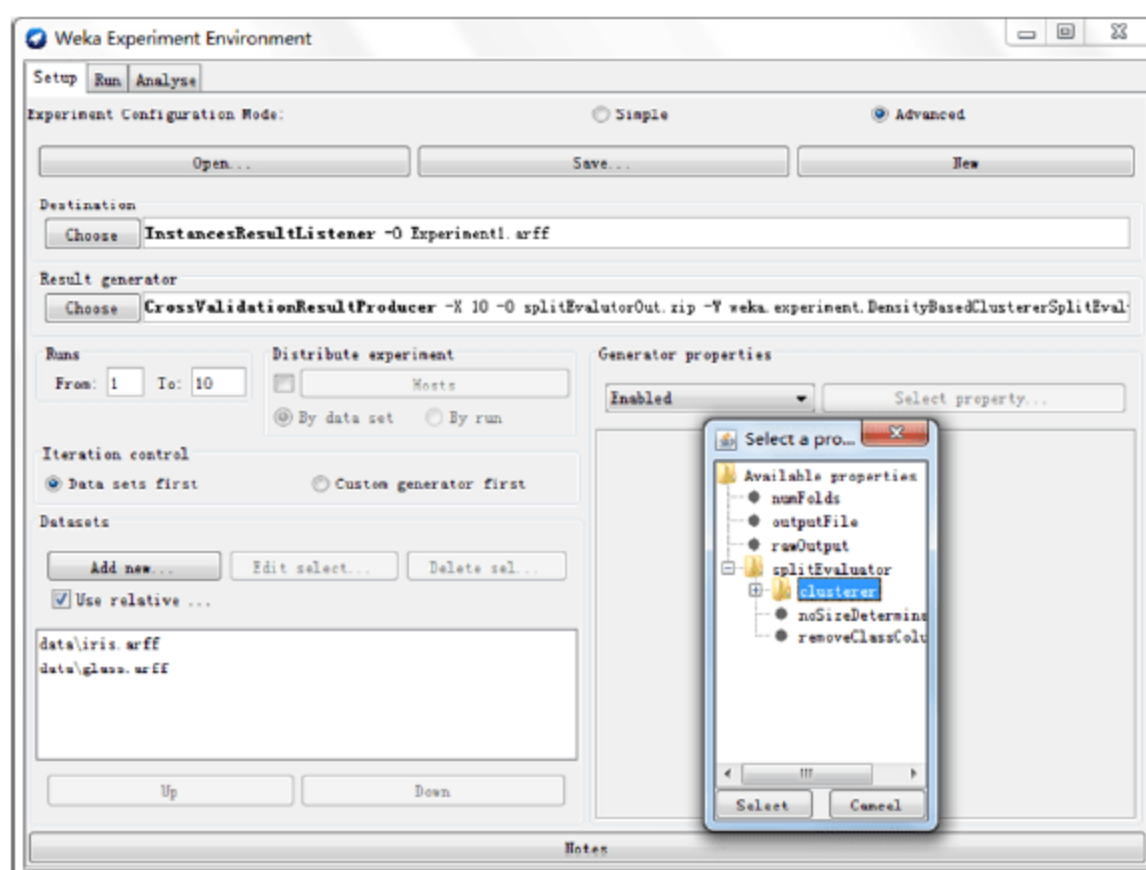 Weka Experiment Environment
Setup Run Analyse
Experiment Configuration Mode: Simple Advanced
Open... Save... New
Destination
Choose InstancesResultListener -O Experiment1.arff
Result generator
Choose CrossValidationResultProducer -X 10 -O splitEvalutorOut.zip -W weka.experiment.DensityBasedClustererSplitEval
Runs Distribute experiment Generator properties
From: 1 To: 10 Hosts Enabled Select property...
By data set By run
Select a pro...
Iteration control
Data sets first Custom generator first
Available properties
numFolds
outputFile
rawOutput
splitEvaluator
clusterer
noSizeDetermina
removeClassColu
Select Cancel
Datasets
Add new... Edit select... Delete sel...
Use relative ...
data\iris.arff
data\glass.arff
Up Down
Notes